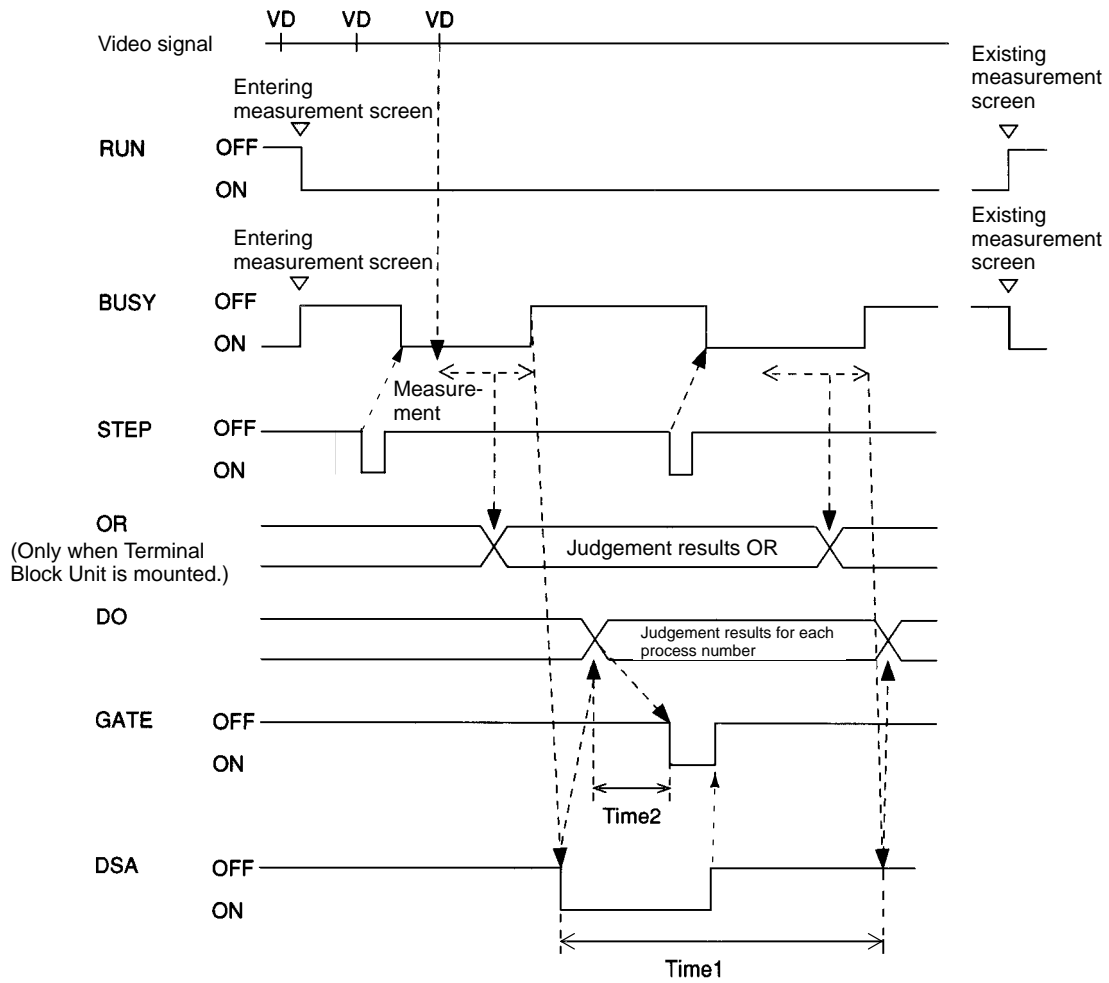 VD VD VD
Video signal
Existing
measurement
screen
Entering
measurement screen
RUN OFF
ON
Existing
measurement
screen
Entering
measurement screen
BUSY OFF
ON
Measure-
ment
STEP OFF
ON
OR
(Only when Terminal
Block Unit is mounted.)
Judgement results OR
DO
Judgement results for each
process number
GATE OFF
ON
Time2
DSA OFF
ON
Time1